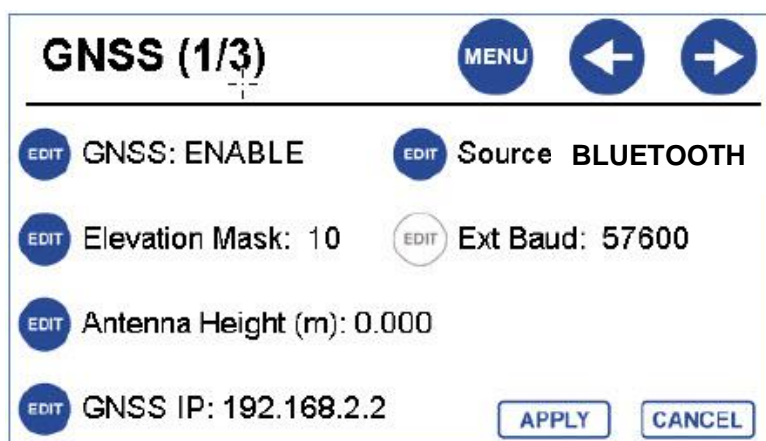 GNSS (1/3) MENU
EDIT GNSS: ENABLE EDIT Source BLUETOOTH
EDIT Elevation Mask: 10 EDIT Ext Baud: 57600
EDIT Antenna Height (m): 0.000
EDIT GNSS IP: 192.168.2.2 APPLY CANCEL